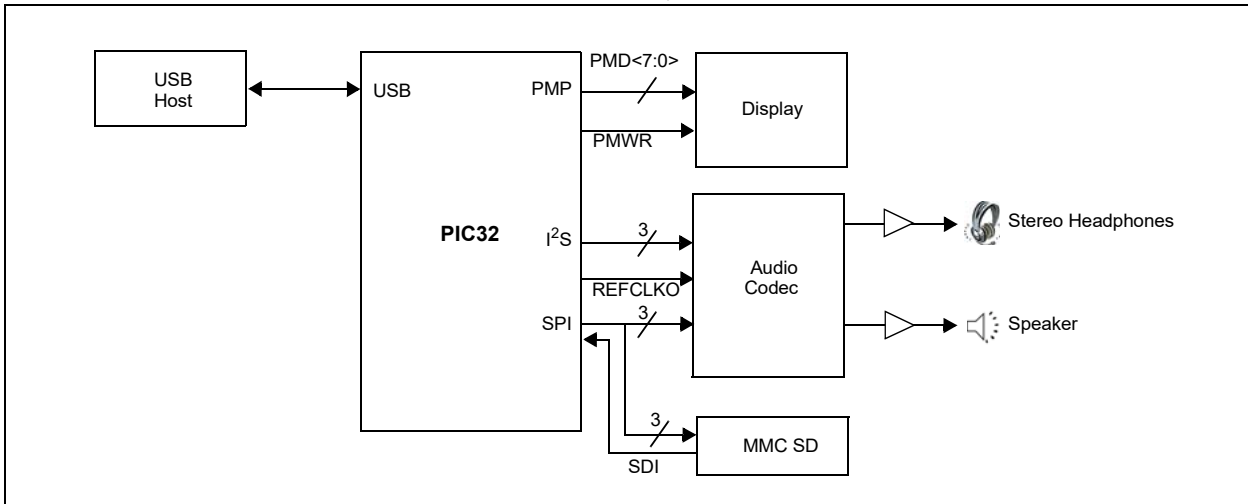 USB
Host
USB
PIC32
PMP
PMD<7:0>
PMWR
Display
I²S
3
REFCLKO
SPI
3
Audio
Codec
Stereo Headphones
Speaker
3
SDI
MMC SD